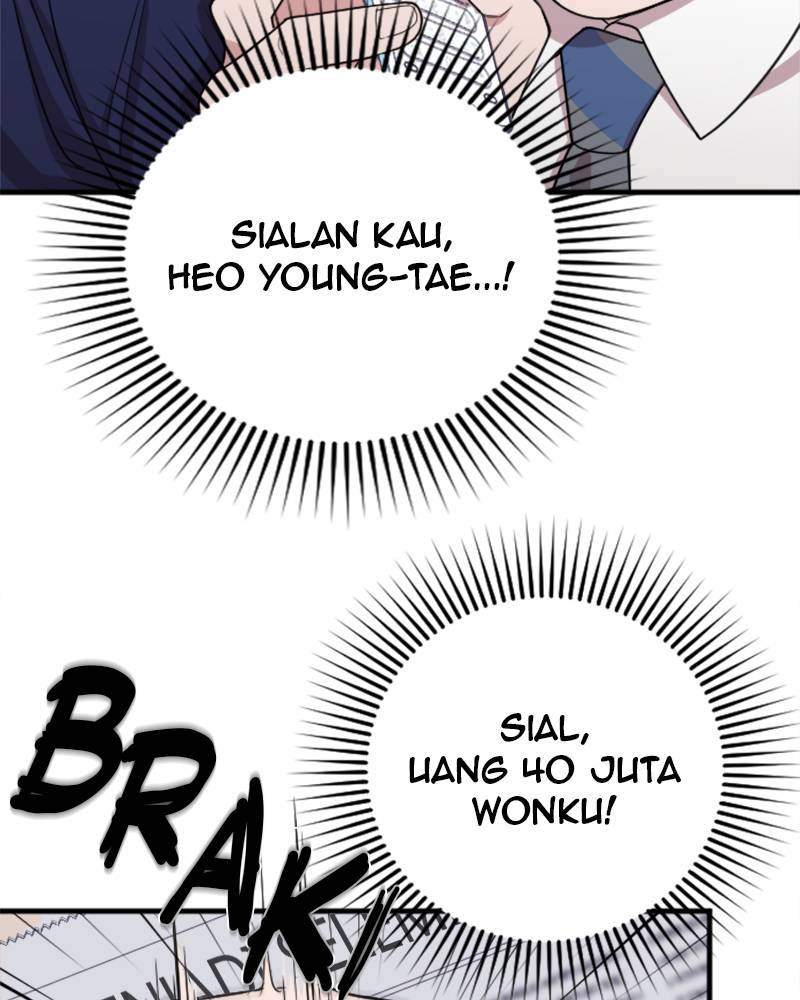 SIALAN KAU,
HEO YOUNG-TAE...!
SIAL,
UANG 40 JUTA
WONKU!
BRAK!